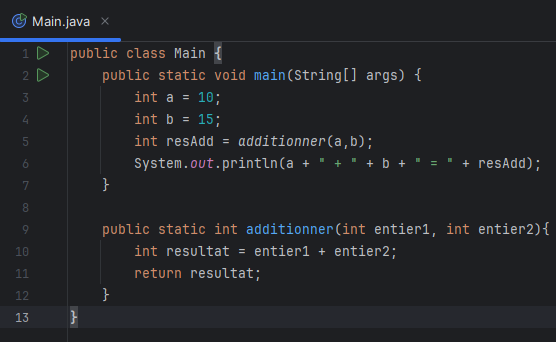 Main.java
1 public class Main {
2     public static void main(String[] args) {
3         int a = 10;
4         int b = 15;
5         int resAdd = additionner(a,b);
6         System.out.println(a + " + " + b + " = " + resAdd);
7     }
8
9     public static int additionner(int entier1, int entier2){
10         int resultat = entier1 + entier2;
11         return resultat;
12     }
13 }